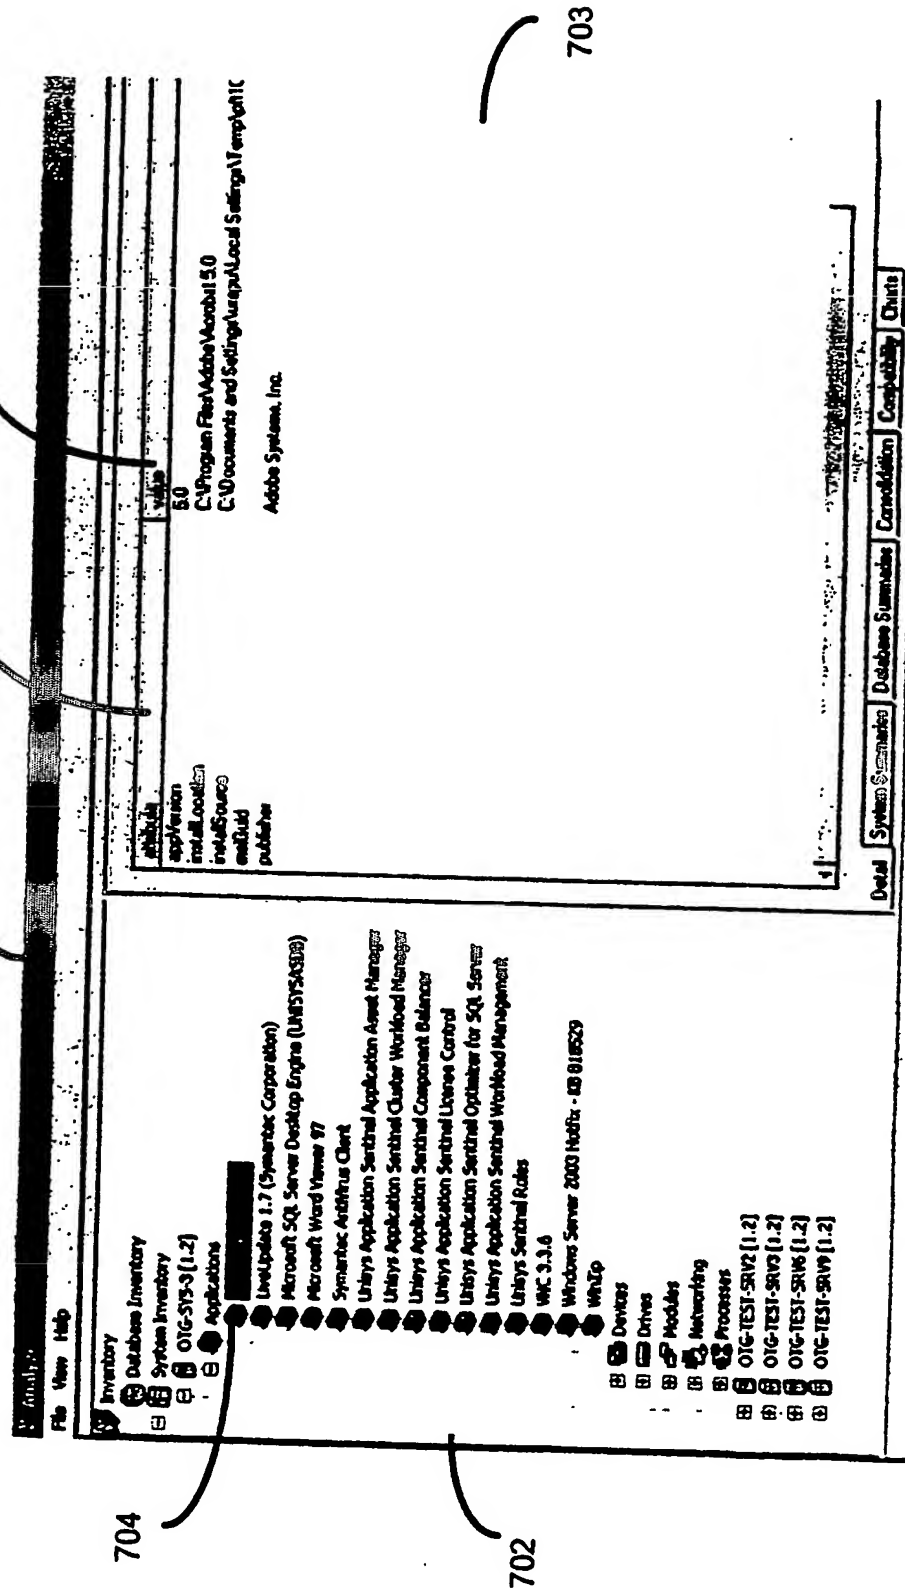 File View Help
Inventory
Database Inventory
System Inventory
OTG-SYS-3 [1.2]
Applications
LiveUpdate 1.7 (Symantec Corporation)
Microsoft SQL Server Desktop Engine (UNISYSASDB)
Microsoft Word Viewer 97
Symantec AntiVirus Client
Unisys Application Sentinel Application Asset Manager
Unisys Application Sentinel Cluster Workload Manager
Unisys Application Sentinel Component Balancer
Unisys Application Sentinel License Control
Unisys Application Sentinel Optimizer for SQL Server
Unisys Application Sentinel Workload Management
Unisys Sentinel Roles
VNC 3.3.6
Windows Server 2003 Hotfix - KB 818529
WinZip
Devices
Drives
Modules
Networking
Processes
OTG-TEST-SRV2 [1.2]
OTG-TEST-SRV3 [1.2]
OTG-TEST-SRV6 [1.2]
OTG-TEST-SRV9 [1.2]
attribute value
appVersion 5.0
installLocation C:\Program Files\Adobe\Acrobat 5.0
installSource
publisher Adobe Systems, Inc.
Detail System Summaries Database Summaries Consolidation Compatibility Charts
704
702
703